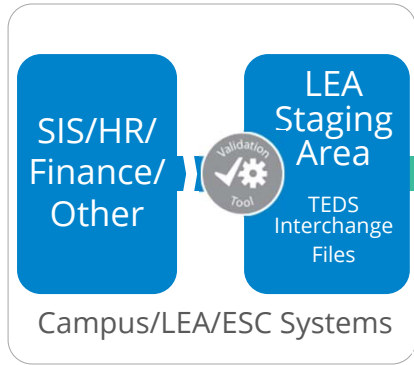 SIS/HR/
Finance/
Other
Validation
Tool
LEA
Staging
Area
TEDS
Interchange
Files
Campus/LEA/ESC Systems